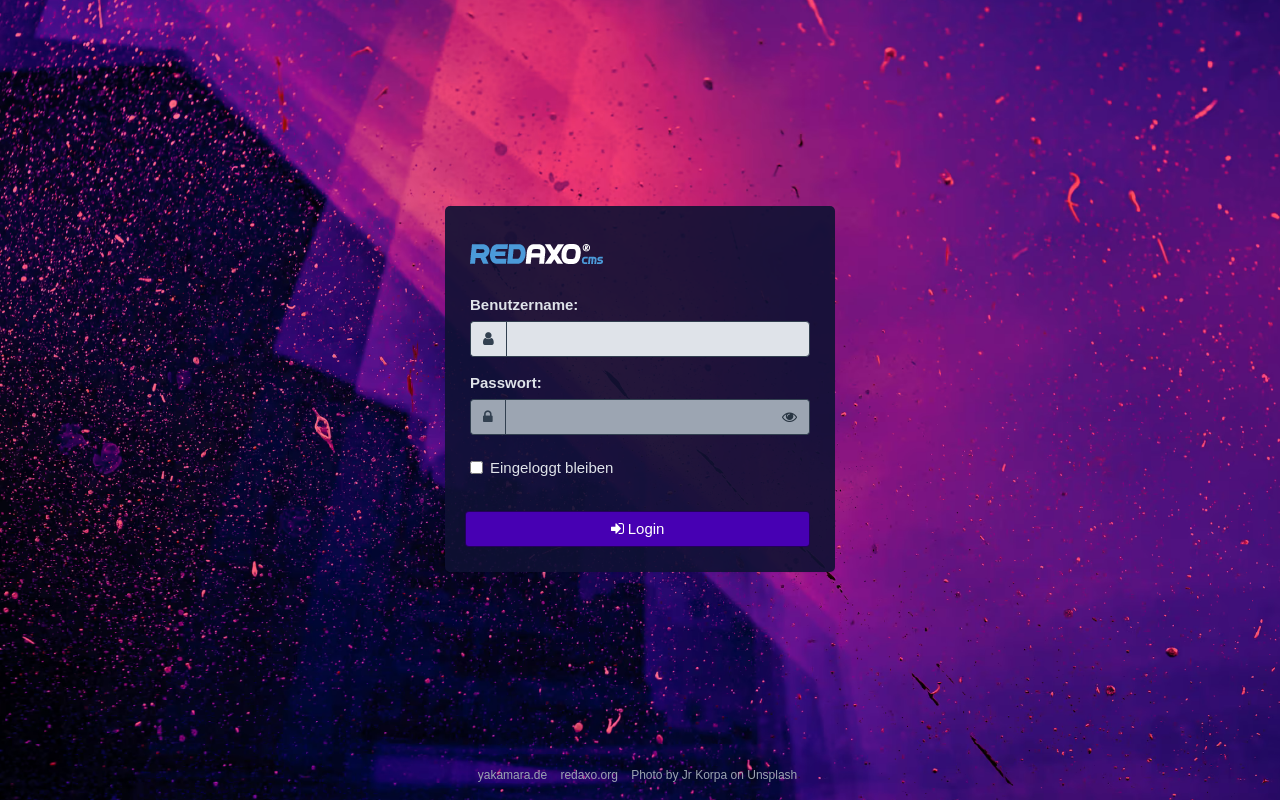 REDAXO® cms
Benutzername:
Passwort:
Eingeloggt bleiben
Login
yakamara.de redaxo.org Photo by Jr Korpa on Unsplash